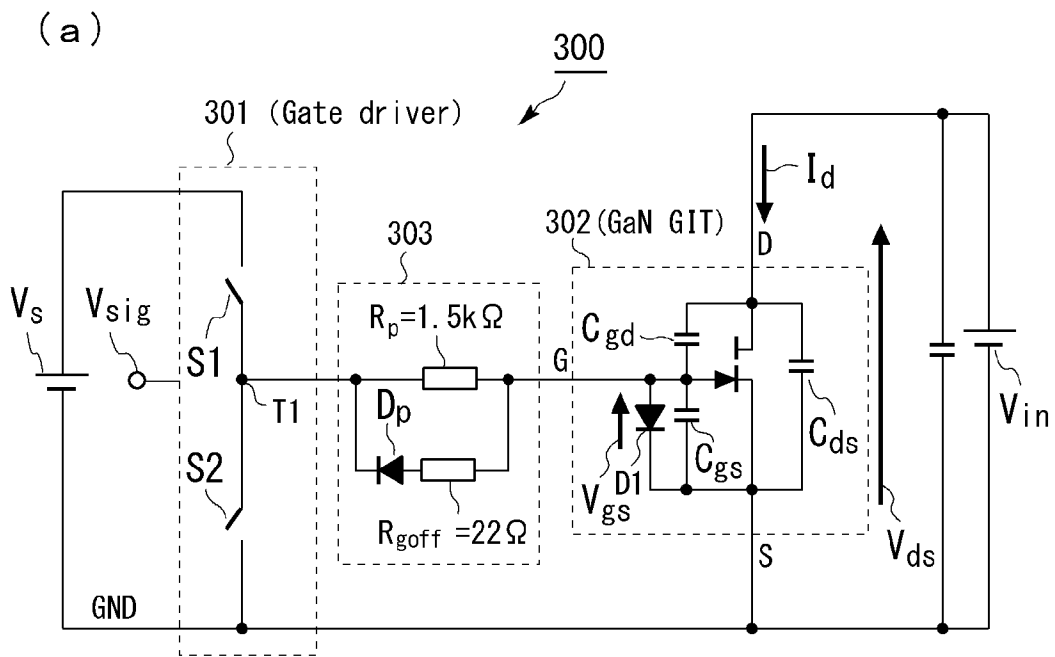 (a)
300
301 (Gate driver)
I_d
302(GaN GIT)
D
303
V_s
V_sig
S1
R_p=1.5kΩ
C_gd
G
T1
D_p
V_in
C_ds
S2
C_gs
D1
V_gs
R_goff=22Ω
V_ds
S
GND